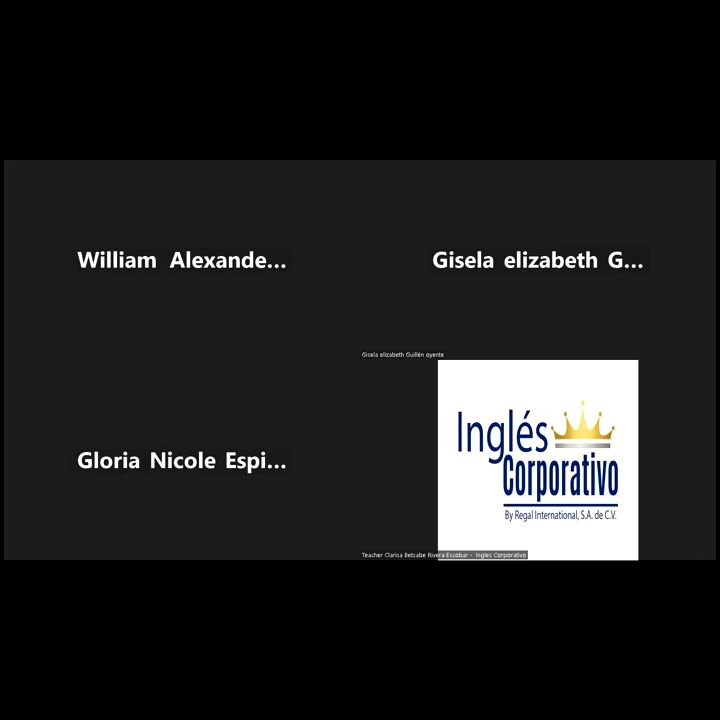 William Alexande...
Gisela elizabeth G...
Gisela elizabeth Guillén oyente
Gloria Nicole Espi...
Inglés
Corporativo
By Regal International, S.A. de C.V.
Teacher Clarisa Betsabe Rivera Escobar - Ingles Corporativo